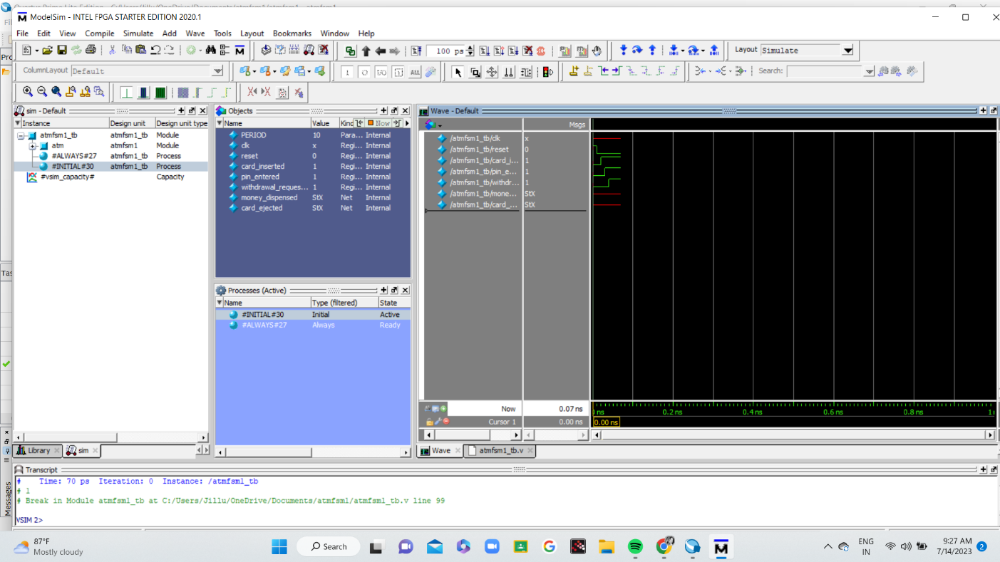 ModelSim - INTEL FPGA STARTER EDITION 2020.1
File Edit View Compile Simulate Add Wave Tools Layout Bookmarks Window Help
100 ps
Layout Simulate
ColumnLayout Default
Search:
sim - Default
Instance Design unit Design unit type
atmfsm1_tb atmfsm1_tb Module
atm atmfsm1 Module
#ALWAYS#27 atmfsm1_tb Process
#INITIAL#30 atmfsm1_tb Process
#vsim_capacity# Capacity
Library sim
Objects
Name Value Kind Now
PERIOD 10 Para... Internal
clk x Regi... Internal
reset 0 Regi... Internal
card_inserted 1 Regi... Internal
pin_entered 1 Regi... Internal
withdrawal_reques... 1 Regi... Internal
money_dispensed StX Net Internal
card_ejected StX Net Internal
Processes (Active)
Name Type (filtered) State
#INITIAL#30 Initial Active
#ALWAYS#27 Always Ready
Wave - Default
Msgs
/atmfsm1_tb/clk x
/atmfsm1_tb/reset 0
/atmfsm1_tb/card_i... 1
/atmfsm1_tb/pin_e... 1
/atmfsm1_tb/withdr... 1
/atmfsm1_tb/mone... StX
/atmfsm1_tb/card_... StX
Now 0.07 ns
ns 0.2 ns 0.4 ns 0.6 ns 0.8 ns
Cursor 1 0.00 ns 0.00 ns
Wave atmfsm1_tb.v
Messages
Transcript
# Time: 70 ps Iteration: 0 Instance: /atmfsm1_tb
# 1
# Break in Module atmfsm1_tb at C:/Users/Jillu/OneDrive/Documents/atmfsm1/atmfsm1_tb.v line 99
VSIM 2>
87°F
Mostly cloudy
Search
ENG
IN
9:27 AM
7/14/2023
2